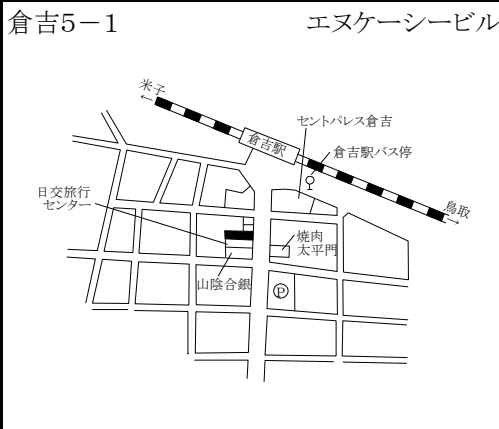 倉吉5－1
エヌケーシービル
米子
←
倉吉駅
セントパレス倉吉
倉吉駅バス停
鳥取
→
日交旅行
センター
焼肉
太平門
山陰合銀
P